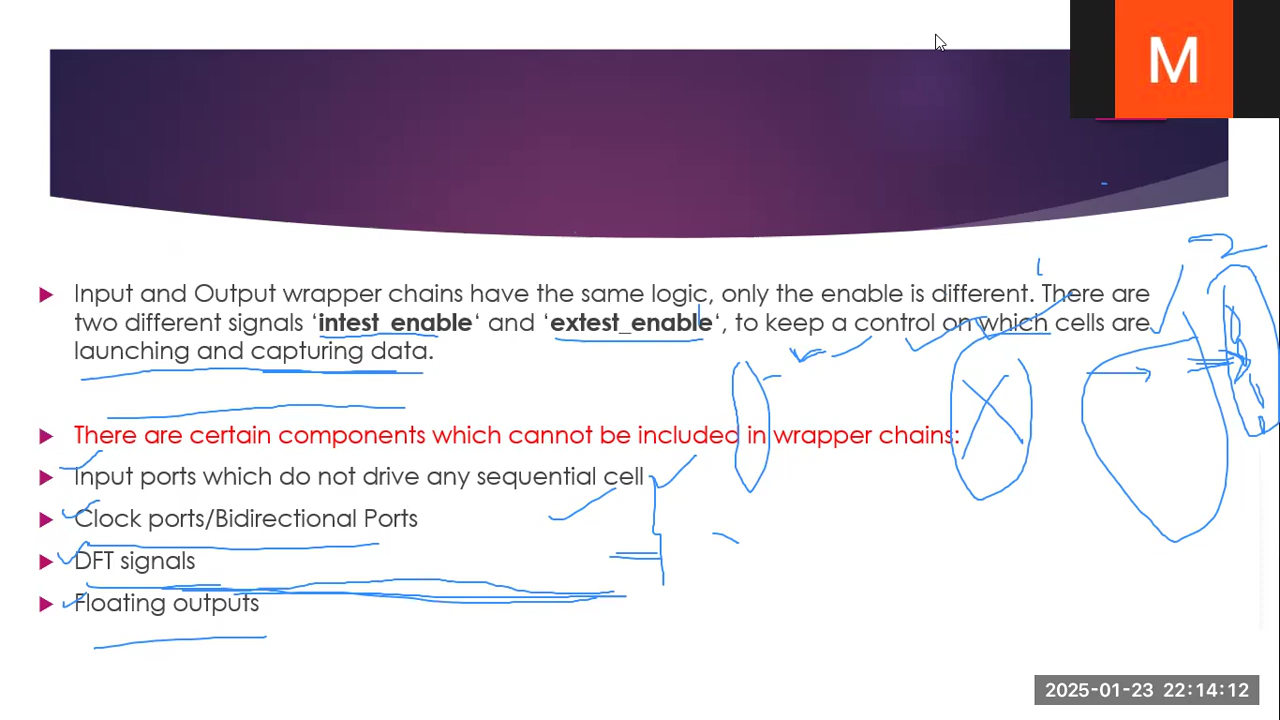 M
2
Input and Output wrapper chains have the same logic, only the enable is different. There are
two different signals ‘intest_enable‘ and ‘extest_enable‘, to keep a control on which cells are
launching and capturing data.
There are certain components which cannot be included in wrapper chains:
Input ports which do not drive any sequential cell
Clock ports/Bidirectional Ports
DFT signals
Floating outputs
2025-01-23 22:14:12